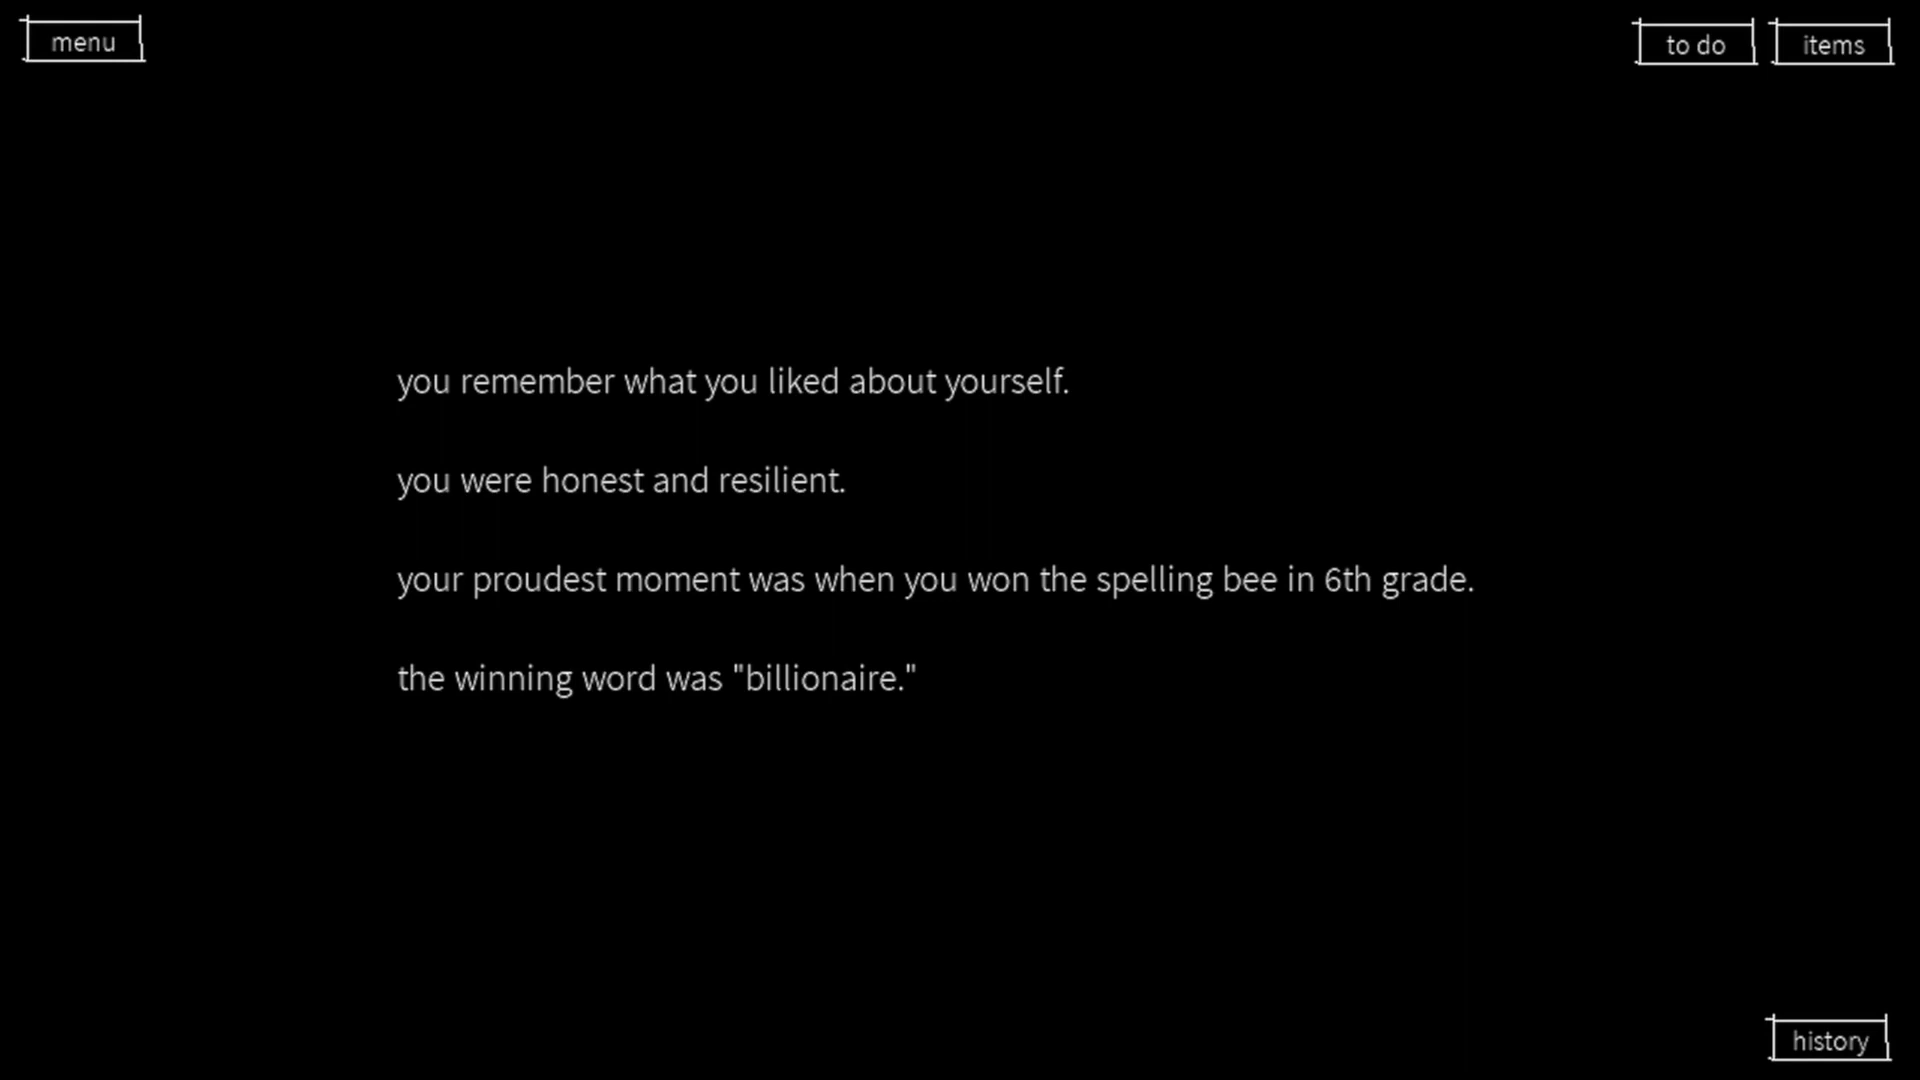 menu
to do
items
you remember what you liked about yourself.
you were honest and resilient.
your proudest moment was when you won the spelling bee in 6th grade.
the winning word was "billionaire."
history